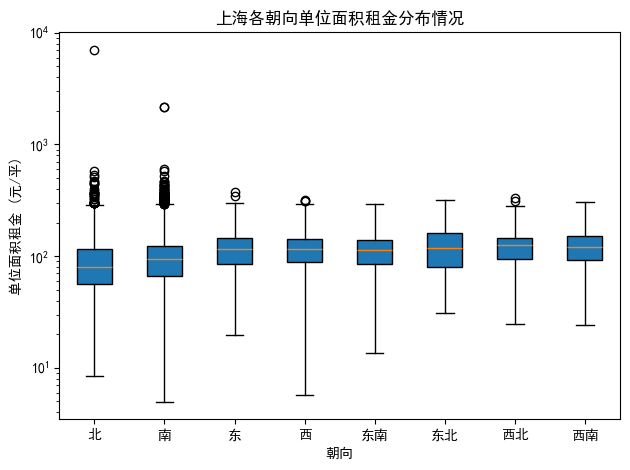 上海各朝向单位面积租金分布情况
单位面积租金（元/平）
10⁴
10³
10²
10¹
北 南 东 西 东南 东北 西北 西南
朝向